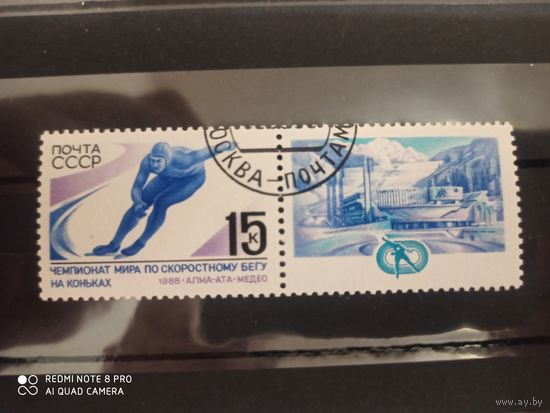 ПОЧТА
СССР
МОСКВА–ПОЧТАМ
15 К
ЧЕМПИОНАТ МИРА ПО СКОРОСТНОМУ БЕГУ
НА КОНЬКАХ
1988·АЛМА-АТА·МЕДЕО
REDMI NOTE 8 PRO
AI QUAD CAMERA
www.ay.by